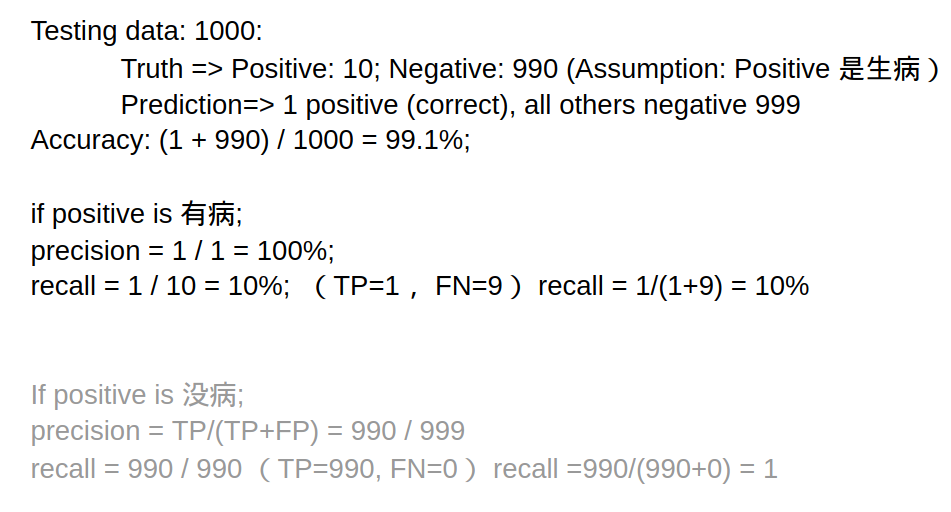 Testing data: 1000:
Truth => Positive: 10; Negative: 990 (Assumption: Positive 是生病）
Prediction=> 1 positive (correct), all others negative 999
Accuracy: (1 + 990) / 1000 = 99.1%;
if positive is 有病;
precision = 1 / 1 = 100%;
recall = 1 / 10 = 10%; （TP=1， FN=9）recall = 1/(1+9) = 10%
If positive is 没病;
precision = TP/(TP+FP) = 990 / 999
recall = 990 / 990（TP=990, FN=0）recall =990/(990+0) = 1